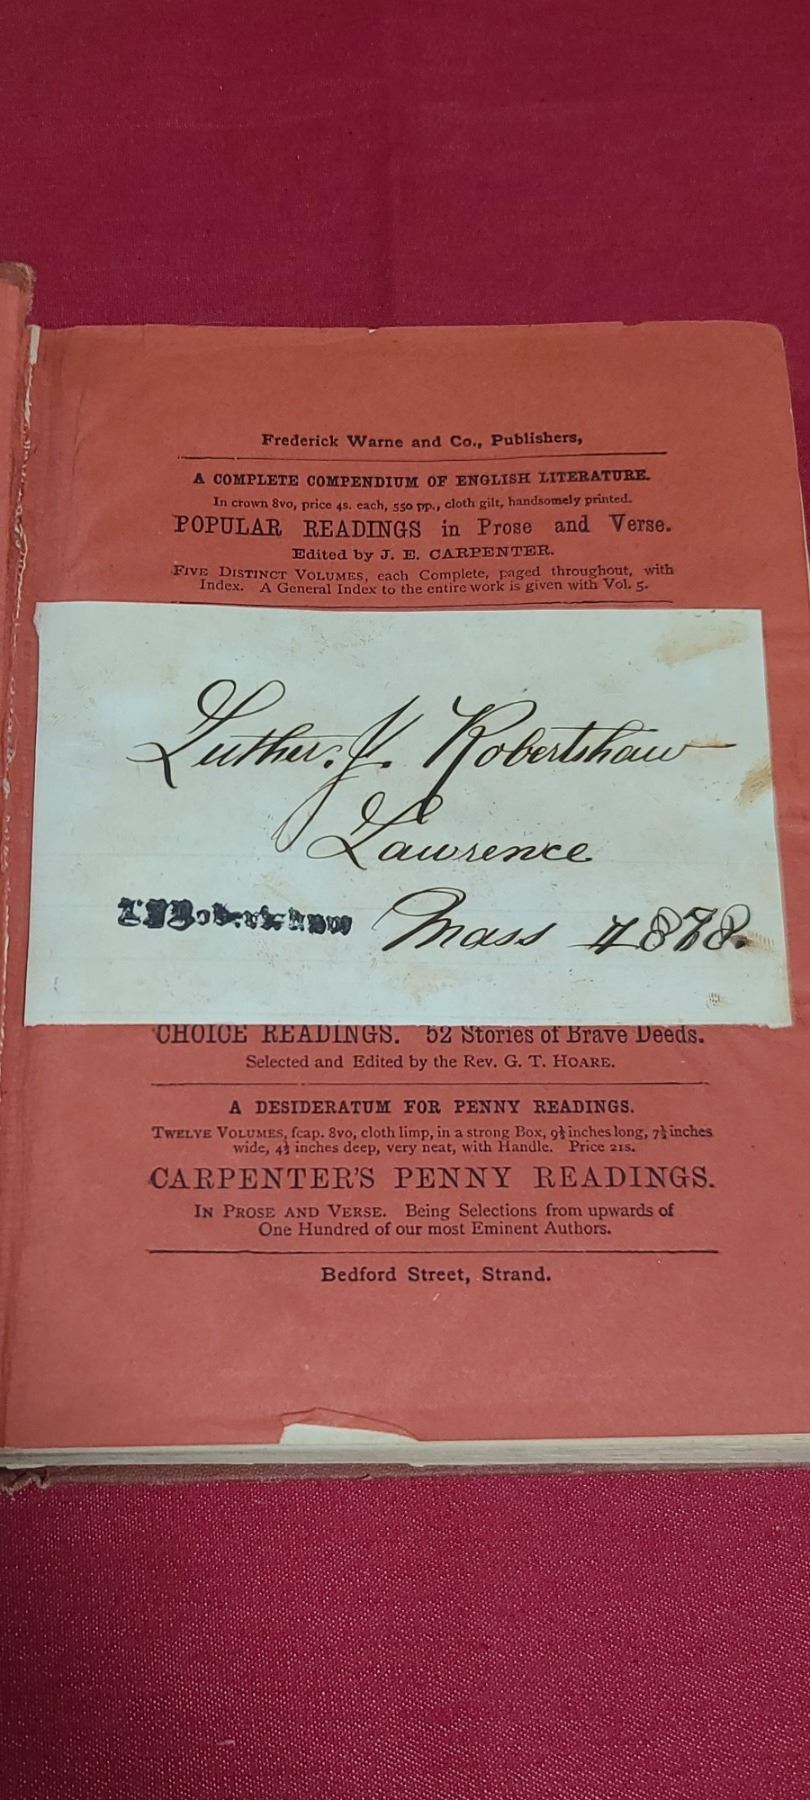 Frederick Warne and Co., Publishers,
A COMPLETE COMPENDIUM OF ENGLISH LITERATURE.
In crown 8vo, price 4s. each, 550 pp., cloth gilt, handsomely printed.
POPULAR READINGS in Prose and Verse.
Edited by J. E. CARPENTER.
FIVE DISTINCT VOLUMES, each Complete, paged throughout, with
Index. A General Index to the entire work is given with Vol. 5.
Luther. J. Robertshaw
Lawrence
Mass 1878.
CHOICE READINGS. 52 Stories of Brave Deeds.
Selected and Edited by the Rev. G. T. HOARE.
A DESIDERATUM FOR PENNY READINGS.
TWELVE VOLUMES, fcap. 8vo, cloth limp, in a strong Box, 9½ inches long, 7½ inches
wide, 4½ inches deep, very neat, with Handle. Price 21s.
CARPENTER'S PENNY READINGS.
IN PROSE AND VERSE. Being Selections from upwards of
One Hundred of our most Eminent Authors.
Bedford Street, Strand.